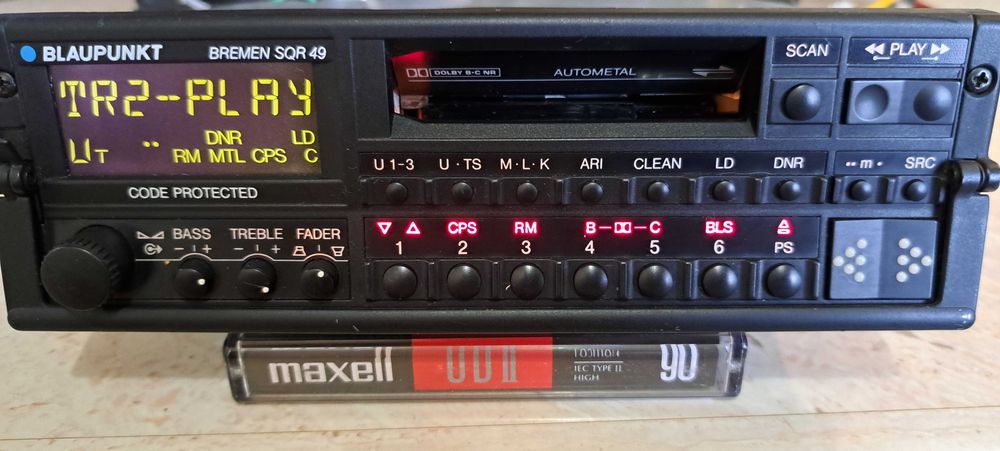 BLAUPUNKT BREMEN SQR 49
TR2-PLAY
DNR LD
UT RM MTL CPS C
CODE PROTECTED
DOLBY B-C NR AUTOMETAL
SCAN PLAY
U 1-3 U·TS M·L·K ARI CLEAN LD DNR ··m· SRC
BASS TREBLE FADER
- + - +
CPS RM B C BLS
1 2 3 4 5 6 PS
maxell UD II POSITION 90
IEC TYPE II
HIGH